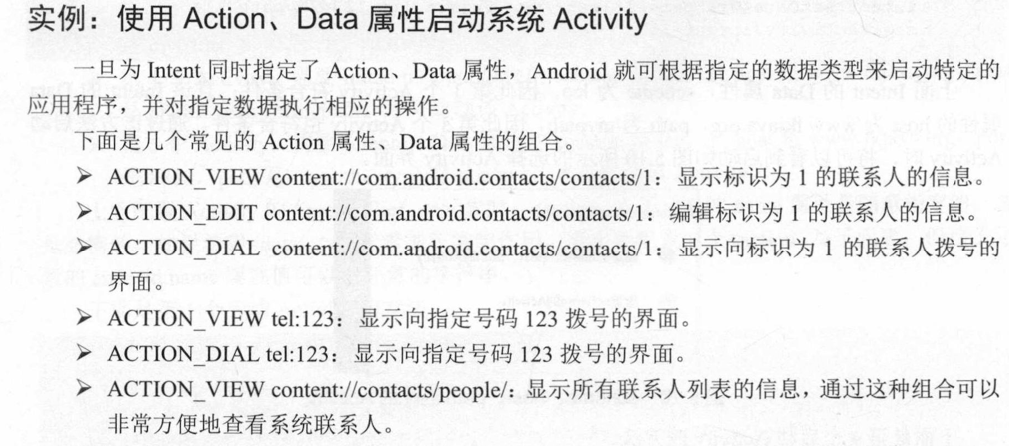 实例：使用 Action、Data 属性启动系统 Activity
一旦为 Intent 同时指定了 Action、Data 属性，Android 就可根据指定的数据类型来启动特定的
应用程序，并对指定数据执行相应的操作。
下面是几个常见的 Action 属性、Data 属性的组合。
➢ ACTION_VIEW content://com.android.contacts/contacts/1：显示标识为 1 的联系人的信息。
➢ ACTION_EDIT content://com.android.contacts/contacts/1：编辑标识为 1 的联系人的信息。
➢ ACTION_DIAL content://com.android.contacts/contacts/1：显示向标识为 1 的联系人拨号的
界面。
➢ ACTION_VIEW tel:123：显示向指定号码 123 拨号的界面。
➢ ACTION_DIAL tel:123：显示向指定号码 123 拨号的界面。
➢ ACTION_VIEW content://contacts/people/：显示所有联系人列表的信息，通过这种组合可以
非常方便地查看系统联系人。